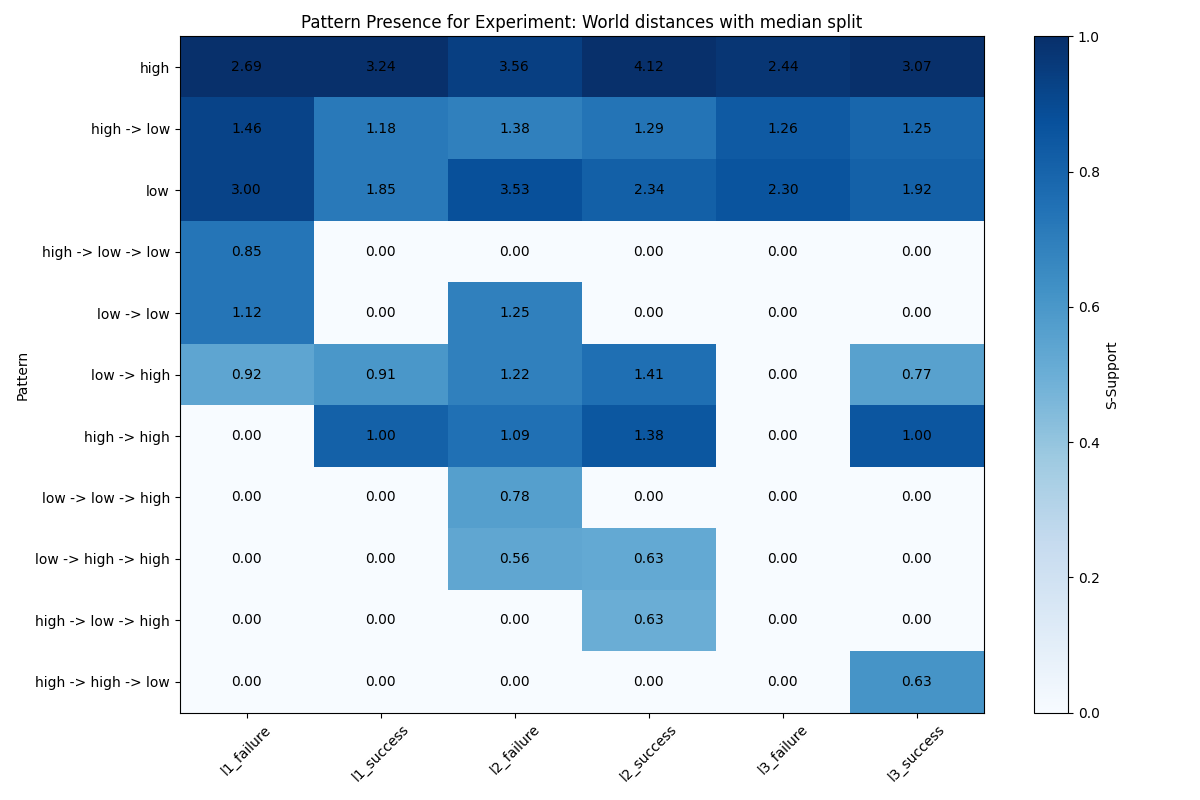 Pattern Presence for Experiment: World distances with median split
high 2.69 3.24 3.56 4.12 2.44 3.07
high -> low 1.46 1.18 1.38 1.29 1.26 1.25
low 3.00 1.85 3.53 2.34 2.30 1.92
high -> low -> low 0.85 0.00 0.00 0.00 0.00 0.00
low -> low 1.12 0.00 1.25 0.00 0.00 0.00
low -> high 0.92 0.91 1.22 1.41 0.00 0.77
high -> high 0.00 1.00 1.09 1.38 0.00 1.00
low -> low -> high 0.00 0.00 0.78 0.00 0.00 0.00
low -> high -> high 0.00 0.00 0.56 0.63 0.00 0.00
high -> low -> high 0.00 0.00 0.00 0.63 0.00 0.00
high -> high -> low 0.00 0.00 0.00 0.00 0.00 0.63
l1_failure l1_success l2_failure l2_success l3_failure l3_success
Pattern
1.0
0.8
0.6
0.4
0.2
0.0
S-Support